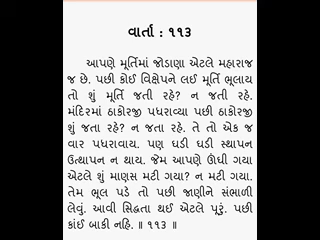 વાર્તા : ૧૧૩
આપણે મૂર્તિમાં જોડાણા એટલે મહારાજ
જ છે. પછી કોઈ વિક્ષેપને લઈ મૂર્તિ ભૂલાય
તો શું મૂર્તિ જતી રહે? ન જતી રહે.
મંદિરમાં ઠાકોરજી પધરાવ્યા પછી ઠાકોરજી
શું જતા રહે? ન જતા રહે. તે તો એક જ
વાર પધરાવાય. પણ ઘડી ઘડી સ્થાપન
ઉત્થાપન ન થાય. જેમ આપણે ઊંઘી ગયા
એટલે શું માણસ મટી ગયા? ન મટી ગયા.
તેમ ભૂલ પડે તો પછી જાણીને સંભાળી
લેવું. આવી સિદ્ધતા થઈ એટલે પૂરું. પછી
કાંઈ બાકી નહિ. ॥ ૧૧૩ ॥